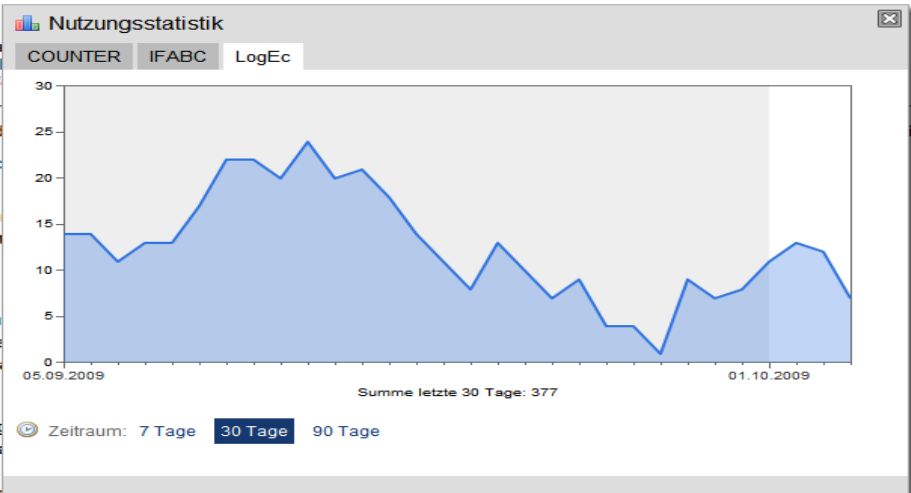 Nutzungsstatistik
COUNTER IFABC LogEc
30
25
20
15
10
5
0
05.09.2009 01.10.2009
Summe letzte 30 Tage: 377
Zeitraum: 7 Tage 30 Tage 90 Tage